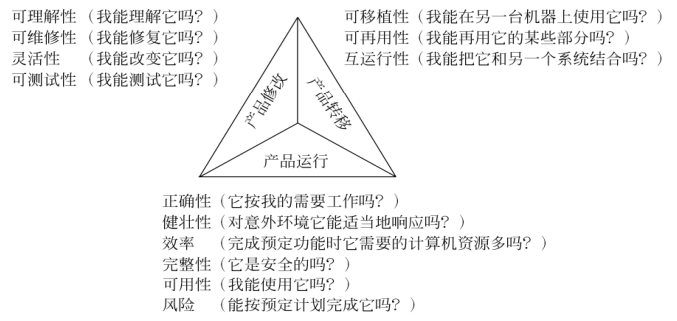 可理解性（我能理解它吗？）
可维修性（我能修复它吗？）
灵活性（我能改变它吗？）
可测试性（我能测试它吗？）
可移植性（我能在另一台机器上使用它吗？）
可再用性（我能再用它的某些部分吗？）
互运行性（我能把它和另一个系统结合吗？）
产品修改
产品转移
产品运行
正确性（它按我的需要工作吗？）
健壮性（对意外环境它能适当地响应吗？）
效率（完成预定功能时它需要的计算机资源多吗？）
完整性（它是安全的吗？）
可用性（我能使用它吗？）
风险（能按预定计划完成它吗？）